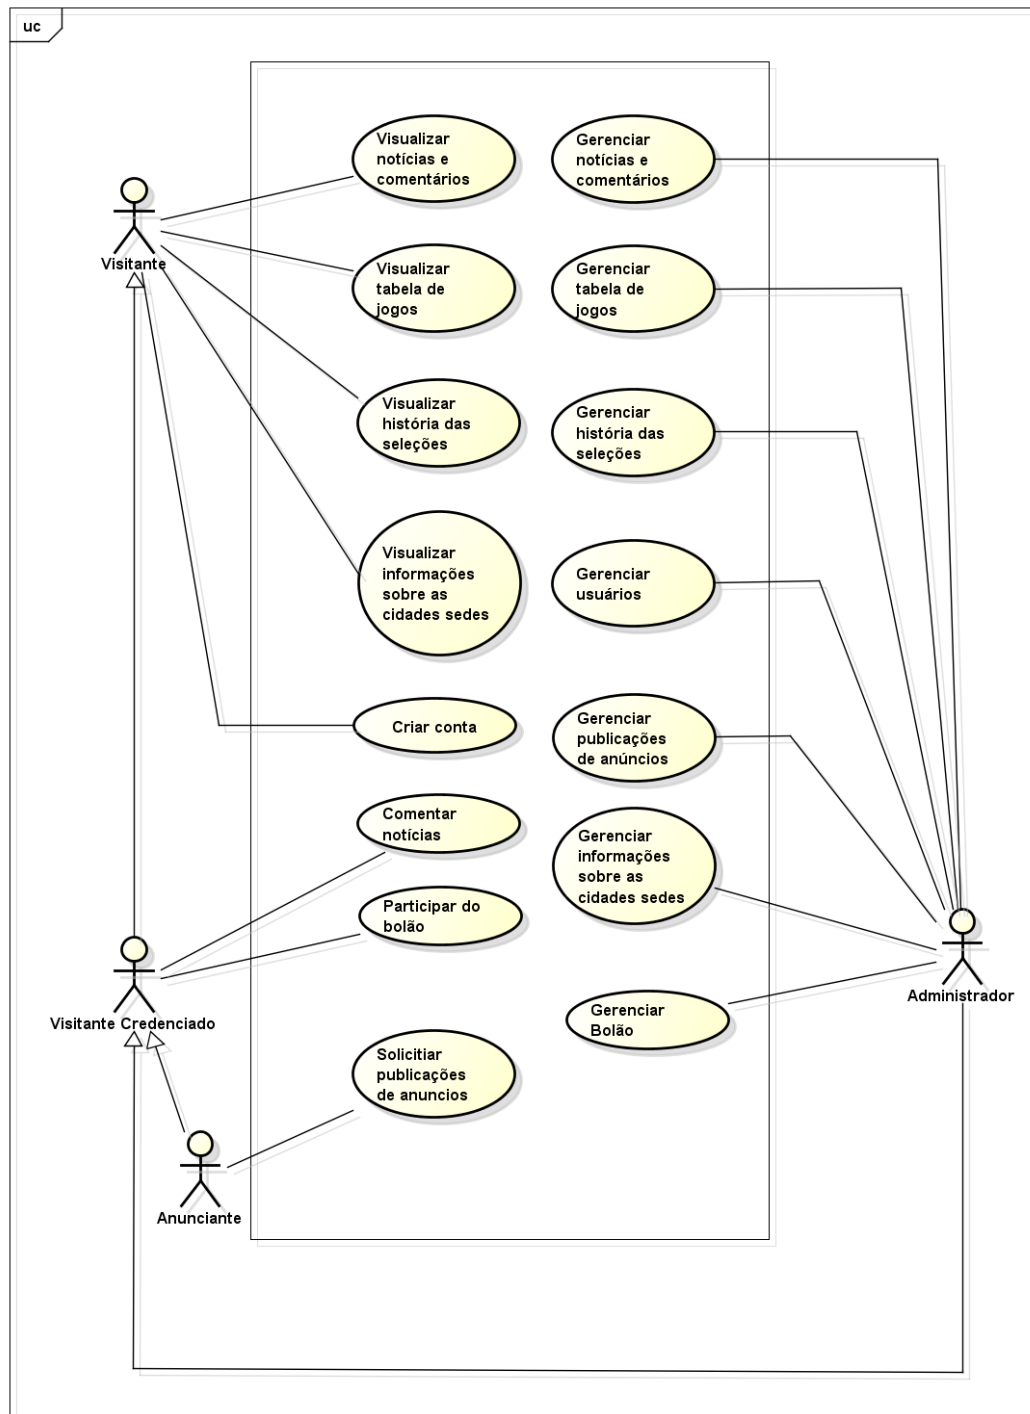 uc
Visualizar
notícias e
comentários
Gerenciar
notícias e
comentários
Visitante
Visualizar
tabela de
jogos
Gerenciar
tabela de
jogos
Visualizar
história das
seleções
Gerenciar
história das
seleções
Visualizar
informações
sobre as
cidades sedes
Gerenciar
usuários
Criar conta
Gerenciar
publicações
de anúncios
Comentar
notícias
Gerenciar
informações
sobre as
cidades sedes
Participar do
bolão
Visitante Credenciado
Administrador
Gerenciar
Bolão
Solicitiar
publicações
de anuncios
Anunciante